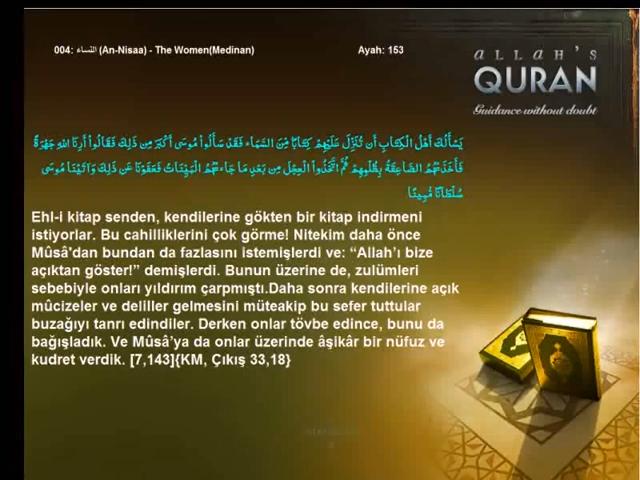 004: النساء (An-Nisaa) - The Women(Medinan)
Ayah: 153
ALLAH'S
QURAN
Guidance without doubt
يَسْأَلُكَ أَهْلُ الْكِتَابِ أَن تُنَزِّلَ عَلَيْهِمْ كِتَابًا مِّنَ السَّمَاء فَقَدْ سَأَلُواْ مُوسَى أَكْبَرَ مِن ذَلِكَ فَقَالُواْ أَرِنَا اللّهِ جَهْرَةً
فَأَخَذَتْهُمُ الصَّاعِقَةُ بِظُلْمِهِمْ ثُمَّ اتَّخَذُواْ الْعِجْلَ مِن بَعْدِ مَا جَاءتْهُمُ الْبَيِّنَاتُ فَعَفَوْنَا عَن ذَلِكَ وَآتَيْنَا مُوسَى
سُلْطَانًا مُّبِينًا
Ehl-i kitap senden, kendilerine gökten bir kitap indirmeni
istiyorlar. Bu cahilliklerini çok görme! Nitekim daha önce
Mûsâ'dan bundan da fazlasını istemişlerdi ve: “Allah’ı bize
açıktan göster!” demişlerdi. Bunun üzerine de, zulümleri
sebebiyle onları yıldırım çarpmıştı.Daha sonra kendilerine açık
mûcizeler ve deliller gelmesini müteakip bu sefer tuttular
buzağıyı tanrı edindiler. Derken onlar tövbe edince, bunu da
bağışladık. Ve Mûsâ’ya da onlar üzerinde âşikâr bir nüfuz ve
kudret verdik. [7,143]{KM, Çıkış 33,18}